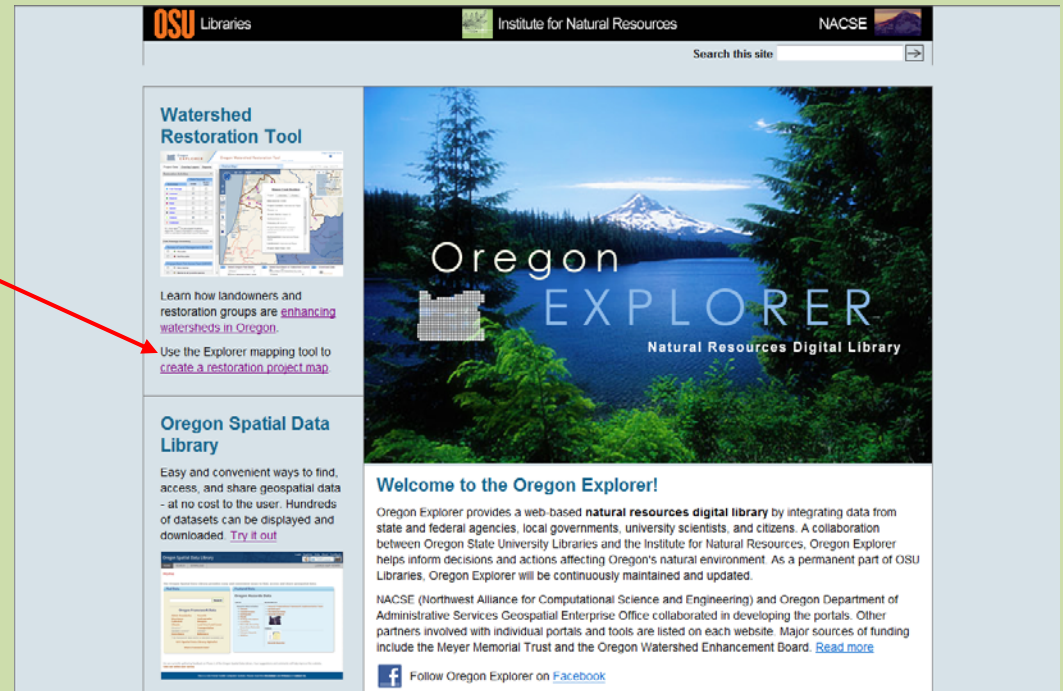 OSU Libraries
Institute for Natural Resources
NACSE
Search this site
Watershed
Restoration Tool
Learn how landowners and
restoration groups are enhancing
watersheds in Oregon.
Use the Explorer mapping tool to
create a restoration project map.
Oregon Spatial Data
Library
Easy and convenient ways to find,
access, and share geospatial data
- at no cost to the user. Hundreds
of datasets can be displayed and
downloaded. Try it out
Oregon
EXPLORER
Natural Resources Digital Library
Welcome to the Oregon Explorer!
Oregon Explorer provides a web-based natural resources digital library by integrating data from
state and federal agencies, local governments, university scientists, and citizens. A collaboration
between Oregon State University Libraries and the Institute for Natural Resources, Oregon Explorer
helps inform decisions and actions affecting Oregon's natural environment. As a permanent part of OSU
Libraries, Oregon Explorer will be continuously maintained and updated.
NACSE (Northwest Alliance for Computational Science and Engineering) and Oregon Department of
Administrative Services Geospatial Enterprise Office collaborated in developing the portals. Other
partners involved with individual portals and tools are listed on each website. Major sources of funding
include the Meyer Memorial Trust and the Oregon Watershed Enhancement Board. Read more
Follow Oregon Explorer on Facebook